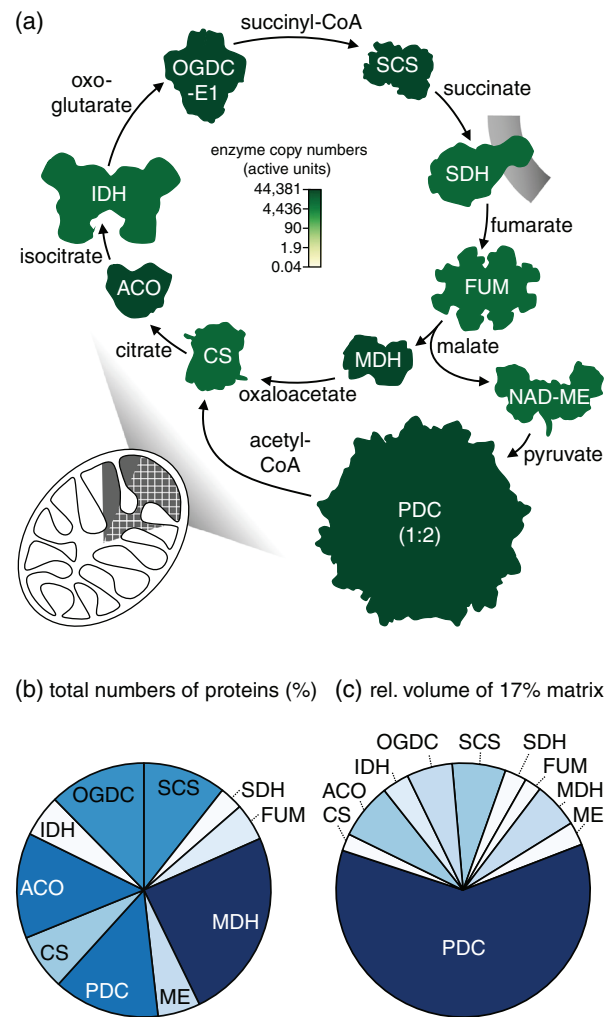 (a)
succinyl-CoA
OGDC
-E1
SCS
oxo-
glutarate
succinate
enzyme copy numbers
(active units)
44,381
4,436
90
1.9
0.04
IDH
SDH
isocitrate
fumarate
ACO
FUM
citrate
CS
MDH
malate
oxaloacetate
NAD-ME
acetyl-
CoA
pyruvate
PDC
(1:2)
(b) total numbers of proteins (%)
(c) rel. volume of 17% matrix
OGDC
SCS
SDH
FUM
IDH
ACO
MDH
CS
PDC
ME
OGDC
SCS
SDH
IDH
FUM
ACO
MDH
CS
ME
PDC